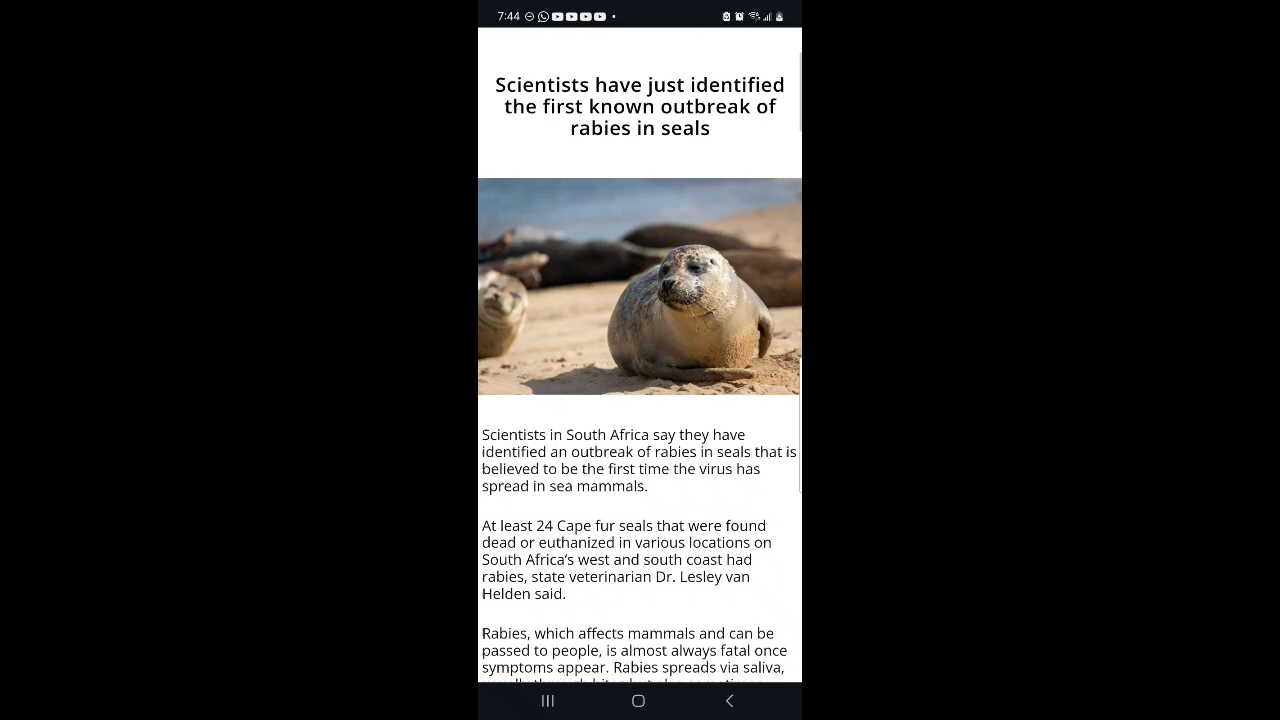 7:44
Scientists have just identified
the first known outbreak of
rabies in seals
Scientists in South Africa say they have
identified an outbreak of rabies in seals that is
believed to be the first time the virus has
spread in sea mammals.
At least 24 Cape fur seals that were found
dead or euthanized in various locations on
South Africa's west and south coast had
rabies, state veterinarian Dr. Lesley van
Helden said.
Rabies, which affects mammals and can be
passed to people, is almost always fatal once
symptoms appear. Rabies spreads via saliva,